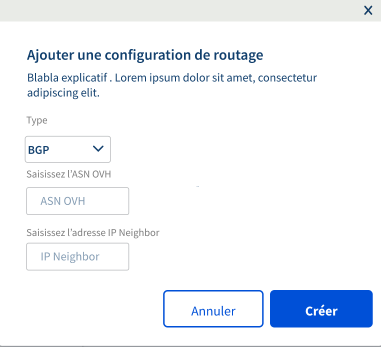 Ajouter une configuration de routage
Blabla explicatif . Lorem ipsum dolor sit amet, consectetur
adipiscing elit.
Type
BGP
Saisissez l'ASN OVH
ASN OVH
Saisissez l'adresse IP Neighbor
IP Neighbor
Annuler
Créer